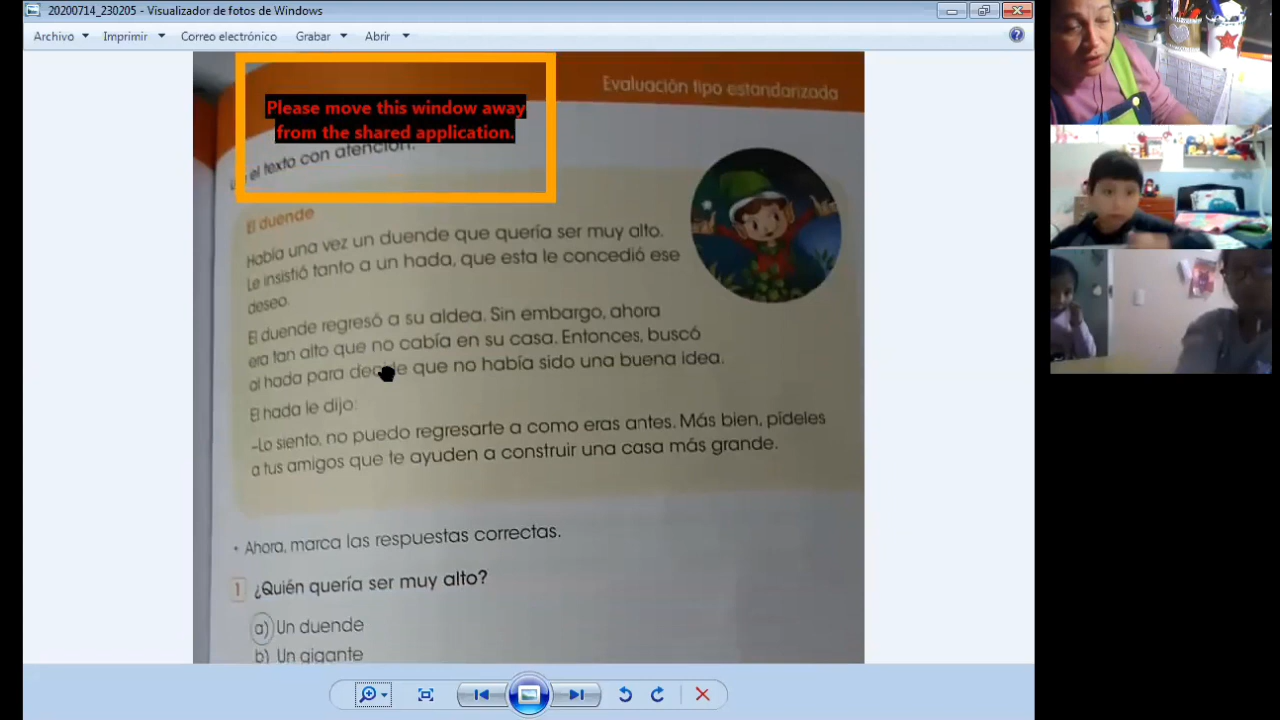 20200714_230205 - Visualizador de fotos de Windows
Archivo Imprimir Correo electrónico Grabar Abrir
Evaluación tipo estandarizada
Please move this window away
from the shared application.
el texto con atención.
El duende
Había una vez un duende que quería ser muy alto.
Le insistió tanto a un hada, que esta le concedió ese
deseo.
El duende regresó a su aldea. Sin embargo, ahora
era tan alto que no cabía en su casa. Entonces, buscó
al hada para que no había sido una buena idea.
El hada le dijo:
–Lo siento, no puedo regresarte a como eras antes. Más bien, pídeles
a tus amigos que te ayuden a construir una casa más grande.
• Ahora, marca las respuestas correctas.
1 ¿Quién quería ser muy alto?
a) Un duende
b) Un gigante